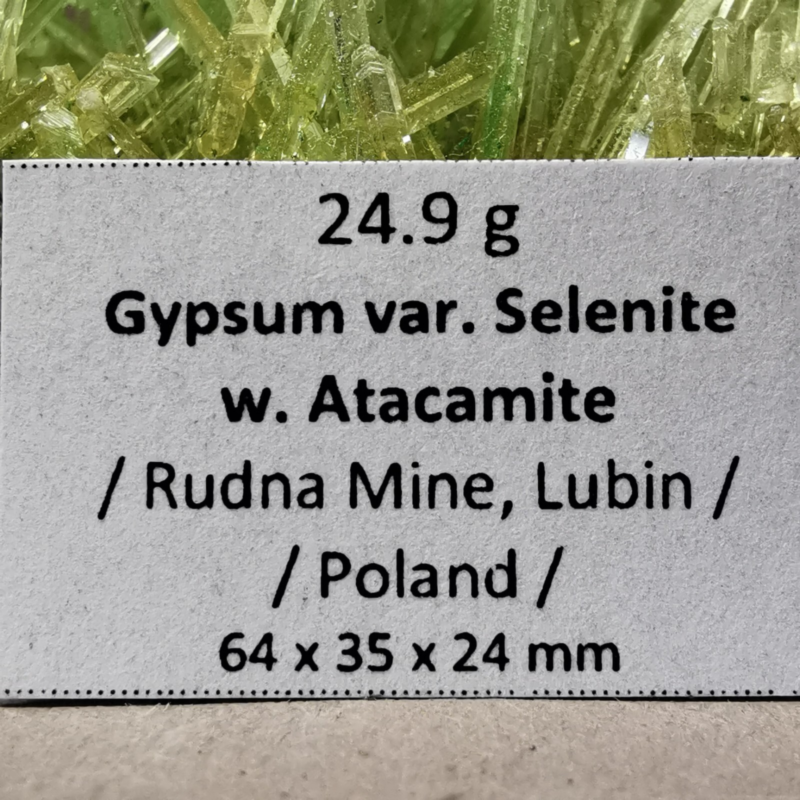 24.9 g
Gypsum var. Selenite
w. Atacamite
/ Rudna Mine, Lubin /
/ Poland /
64 x 35 x 24 mm